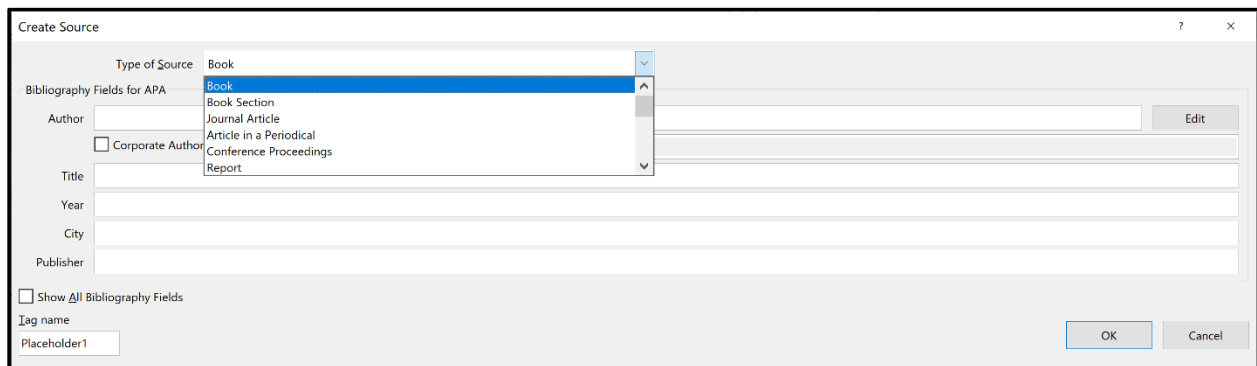 Create Source ? ×
Type of Source Book
Book
Bibliography Fields for APA
Book Section
Author Journal Article Edit
Article in a Periodical
Corporate Author
Conference Proceedings
Report
Title
Year
City
Publisher
Show All Bibliography Fields
Tag name
Placeholder1 OK Cancel